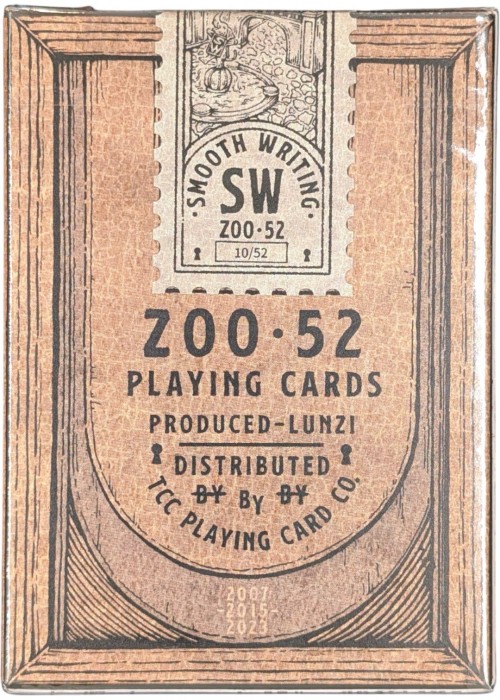 ·SMOOTH WRITING·
SW
ZOO·52
10/52
ZOO·52
PLAYING CARDS
PRODUCED-LUNZI
DISTRIBUTED
BY BY BY
TCC PLAYING CARD CO.
2007
-2015-
2023